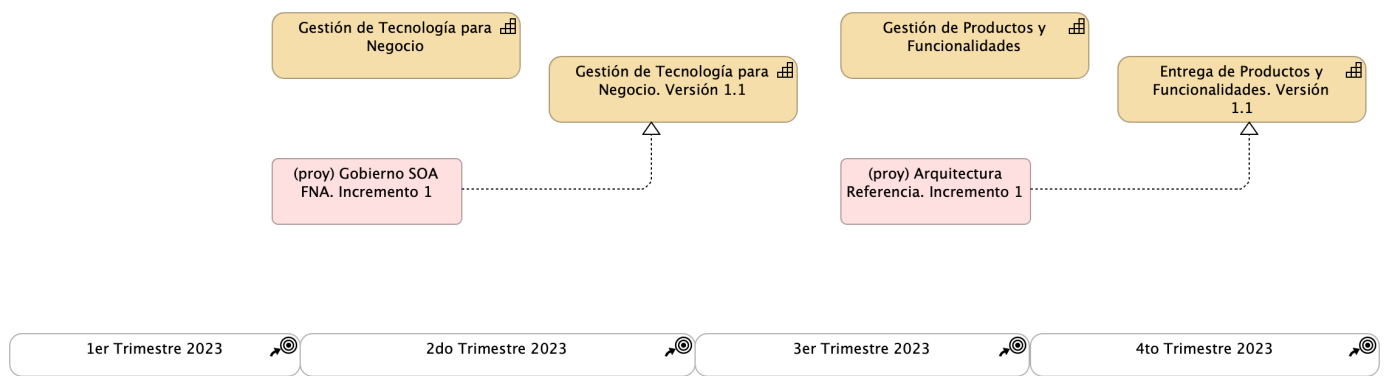 Gestión de Tecnología para
Negocio
Gestión de Tecnología para
Negocio. Versión 1.1
Gestión de Productos y
Funcionalidades
Entrega de Productos y
Funcionalidades. Versión
1.1
(proy) Gobierno SOA
FNA. Incremento 1
(proy) Arquitectura
Referencia. Incremento 1
1er Trimestre 2023
2do Trimestre 2023
3er Trimestre 2023
4to Trimestre 2023